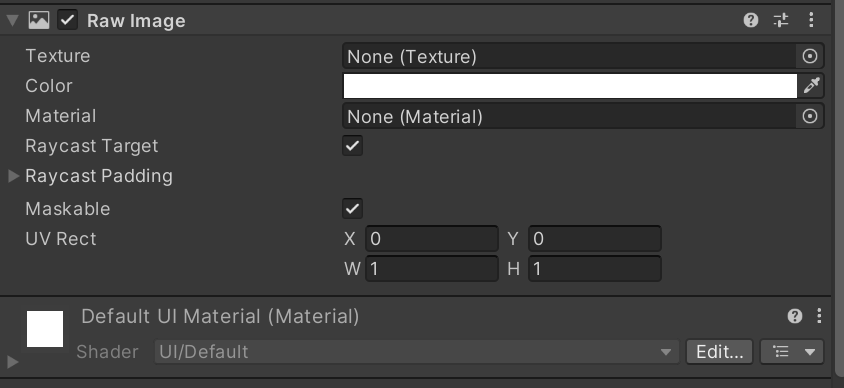 Raw Image
Texture None (Texture)
Color
Material None (Material)
Raycast Target
Raycast Padding
Maskable
UV Rect X 0 Y 0
W 1 H 1
Default UI Material (Material)
Shader UI/Default Edit...